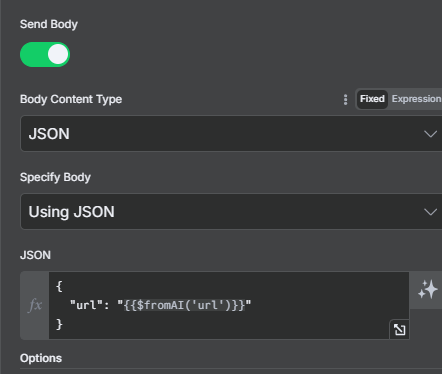 Send Body
Body Content Type
Fixed Expression
JSON
Specify Body
Using JSON
JSON
fx
{
"url": "{{$fromAI('url')}}"
}
Options